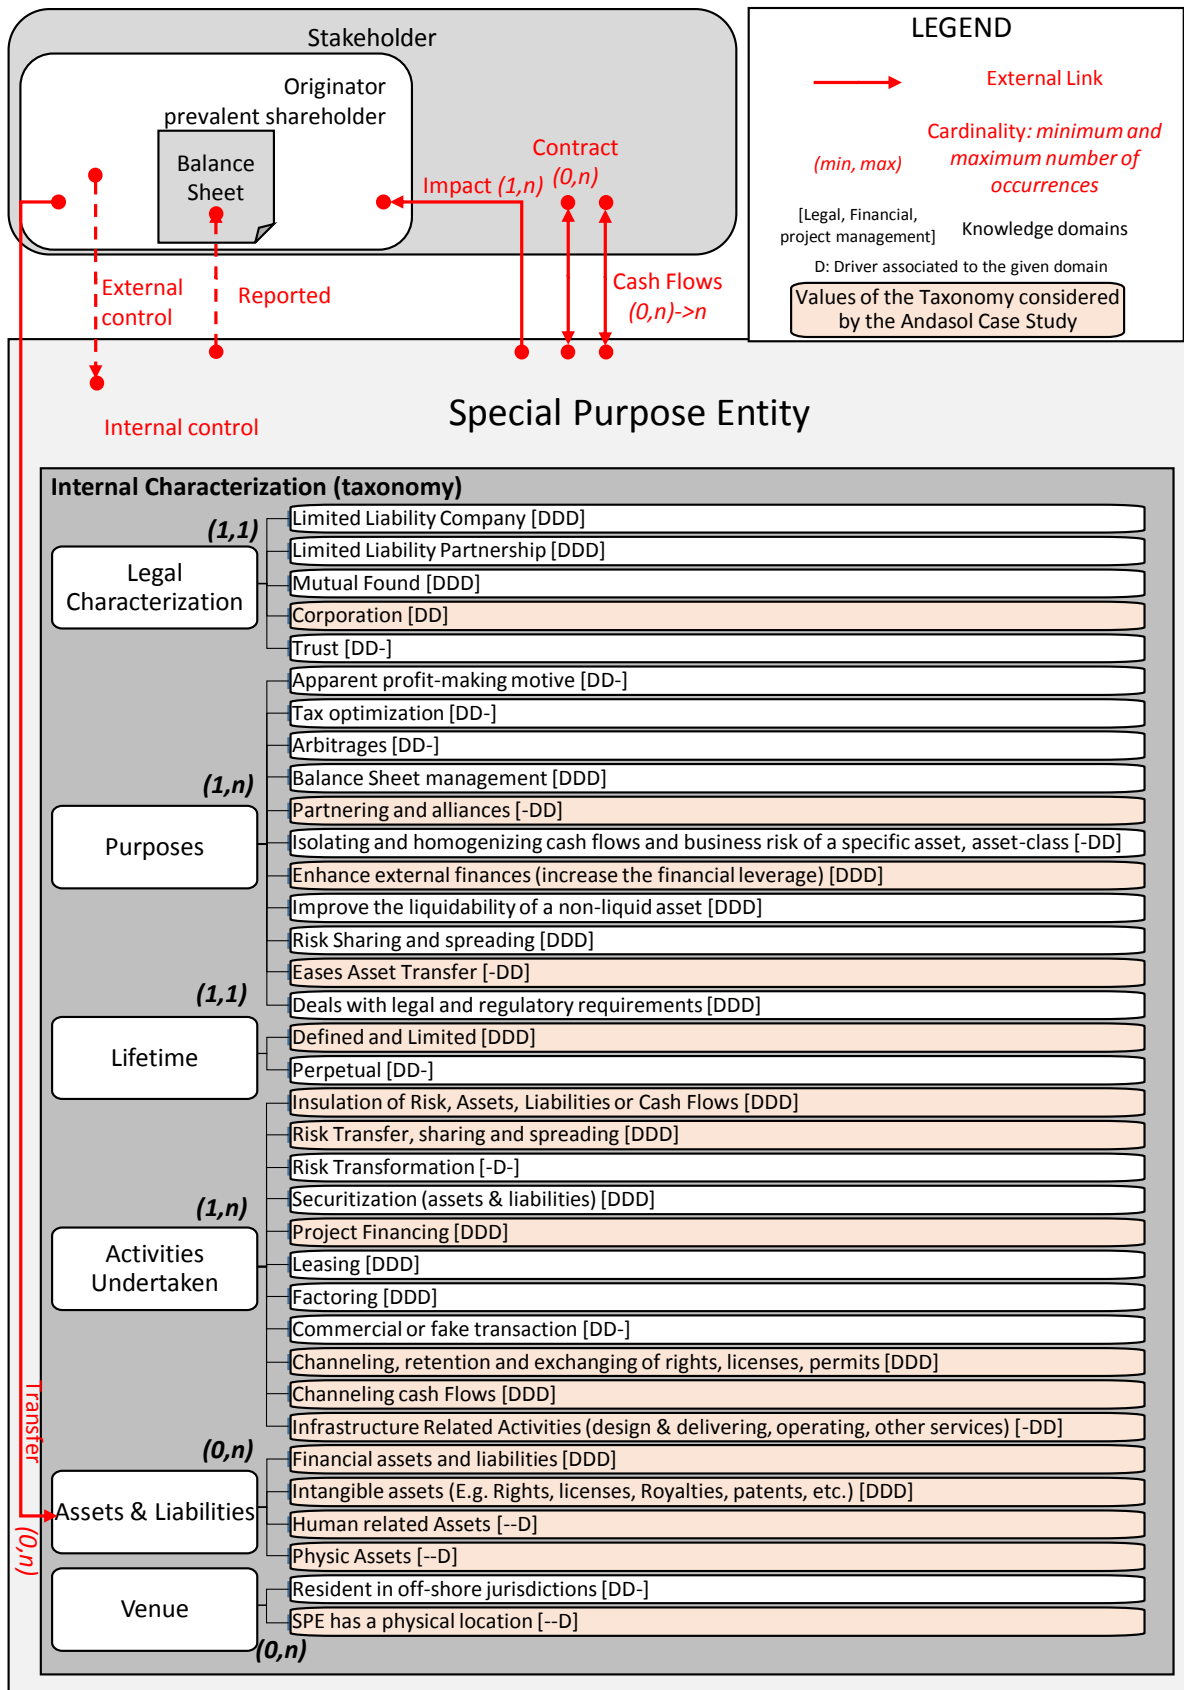 Stakeholder
Originator
prevalent shareholder
Balance
Sheet
Impact (1,n)
Contract
(0,n)
External
control
Reported
Cash Flows
(0,n)->n
Internal control
LEGEND
External Link
(min, max)
Cardinality: minimum and
maximum number of
occurrences
[Legal, Financial,
project management]
Knowledge domains
D: Driver associated to the given domain
Values of the Taxonomy considered
by the Andasol Case Study
Special Purpose Entity
Internal Characterization (taxonomy)
(1,1)
Legal
Characterization
Limited Liability Company [DDD]
Limited Liability Partnership [DDD]
Mutual Found [DDD]
Corporation [DD]
Trust [DD-]
(1,n)
Purposes
Apparent profit-making motive [DD-]
Tax optimization [DD-]
Arbitrages [DD-]
Balance Sheet management [DDD]
Partnering and alliances [-DD]
Isolating and homogenizing cash flows and business risk of a specific asset, asset-class [-DD]
Enhance external finances (increase the financial leverage) [DDD]
Improve the liquidability of a non-liquid asset [DDD]
Risk Sharing and spreading [DDD]
Eases Asset Transfer [-DD]
Deals with legal and regulatory requirements [DDD]
(1,1)
Lifetime
Defined and Limited [DDD]
Perpetual [DD-]
(1,n)
Activities
Undertaken
Insulation of Risk, Assets, Liabilities or Cash Flows [DDD]
Risk Transfer, sharing and spreading [DDD]
Risk Transformation [-D-]
Securitization (assets & liabilities) [DDD]
Project Financing [DDD]
Leasing [DDD]
Factoring [DDD]
Commercial or fake transaction [DD-]
Channeling, retention and exchanging of rights, licenses, permits [DDD]
Channeling cash Flows [DDD]
Infrastructure Related Activities (design & delivering, operating, other services) [-DD]
Transfer
(0,n)
(0,n)
Assets & Liabilities
Financial assets and liabilities [DDD]
Intangible assets (E.g. Rights, licenses, Royalties, patents, etc.) [DDD]
Human related Assets [--D]
Physic Assets [--D]
Venue
(0,n)
Resident in off-shore jurisdictions [DD-]
SPE has a physical location [--D]